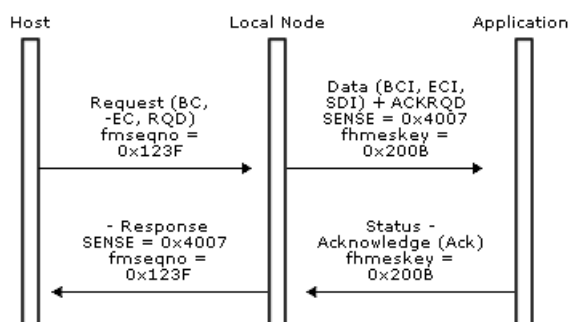 Host
Local Node
Application
Request (BC,
-EC, RQD)
fmseqno =
0x123F
Data (BCI, ECI,
SDI) + ACKRQD
SENSE = 0x4007
fhmeskey =
0x200B
- Response
SENSE = 0x4007
fmseqno =
0x123F
Status -
Acknowledge (Ack)
fhmeskey =
0x200B